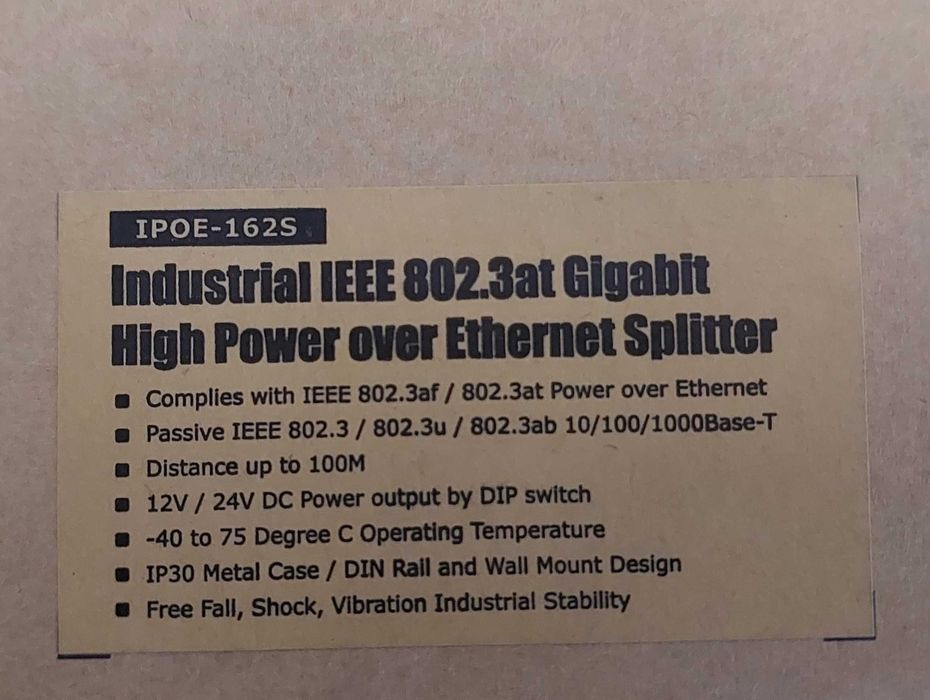 IPOE-162S
Industrial IEEE 802.3at Gigabit
High Power over Ethernet Splitter
■ Complies with IEEE 802.3af / 802.3at Power over Ethernet
■ Passive IEEE 802.3 / 802.3u / 802.3ab 10/100/1000Base-T
■ Distance up to 100M
■ 12V / 24V DC Power output by DIP switch
■ -40 to 75 Degree C Operating Temperature
■ IP30 Metal Case / DIN Rail and Wall Mount Design
■ Free Fall, Shock, Vibration Industrial Stability